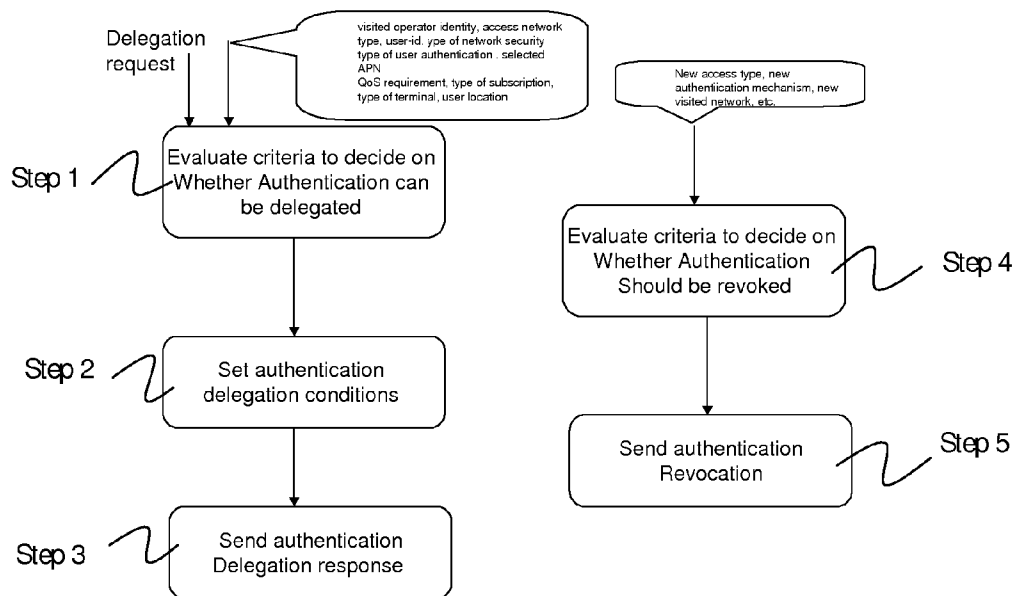 Delegation
request
visited operator identity, access network
type, user-id. ype of network security
type of user authentication . selected
APN
QoS requirement, type of subscription,
type of terminal, user location
Step 1
Evaluate criteria to decide on
Whether Authentication can
be delegated
Step 2
Set authentication
delegation conditions
Step 3
Send authentication
Delegation response
New access type, new
authentiication mechanism, new
visited network, etc.
Evaluate criteria to decide on
Whether Authentication
Should be revoked
Step 4
Send authentication
Revocation
Step 5